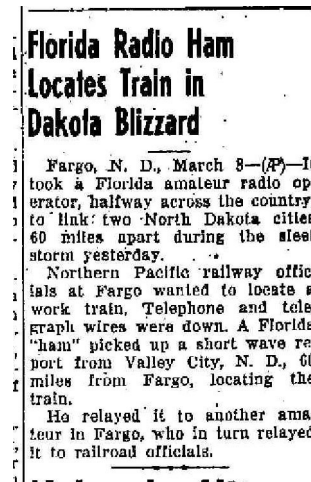 Florida Radio Ham
Locates Train in
Dakota Blizzard
Fargo, N. D., March 8—(AP)—It
took a Florida amateur radio op
erator, halfway across the country
to link two North Dakota cities
60 miles apart during the sleet
storm yesterday.
Northern Pacific railway offic
ials at Fargo wanted to locate a
work train. Telephone and tele
graph wires were down. A Florida
"ham" picked up a short wave re
port from Valley City, N. D., 60
miles from Fargo, locating the
train.
He relayed it to another ama
teur in Fargo, who in turn relayed
it to railroad officials.